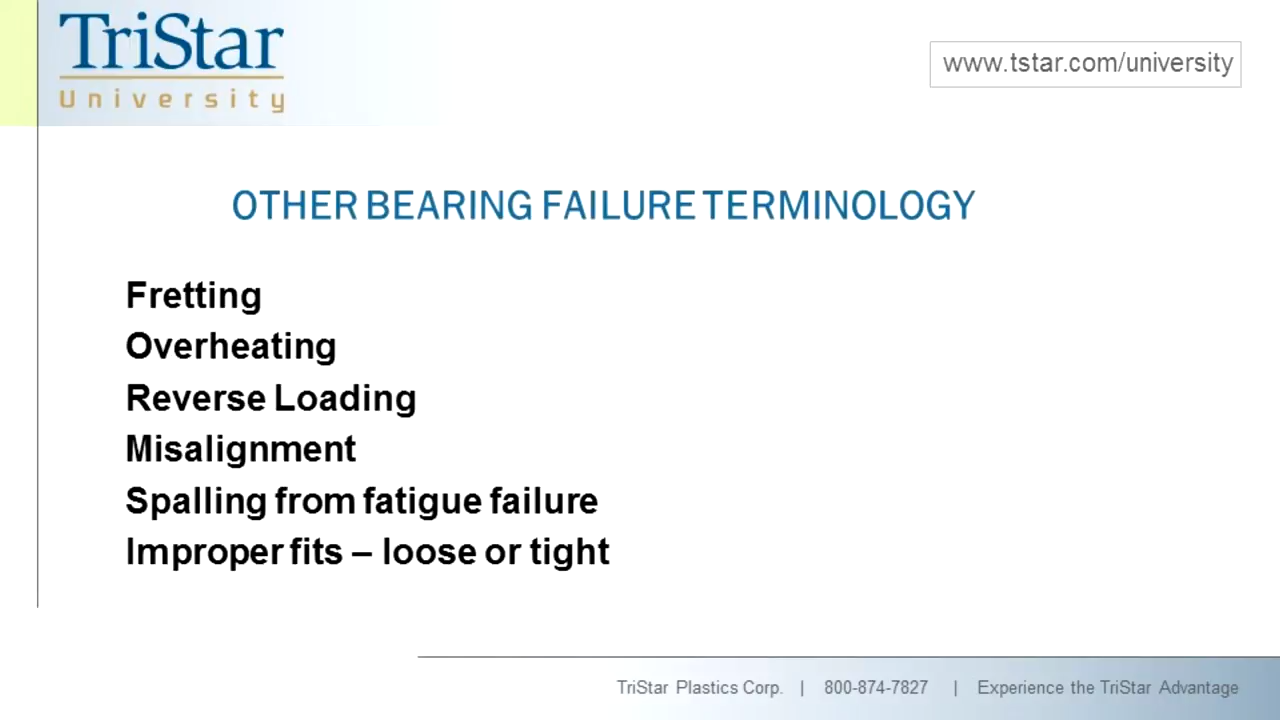 TriStar
University
www.tstar.com/university
OTHER BEARING FAILURE TERMINOLOGY
Fretting
Overheating
Reverse Loading
Misalignment
Spalling from fatigue failure
Improper fits – loose or tight
TriStar Plastics Corp. | 800-874-7827 | Experience the TriStar Advantage